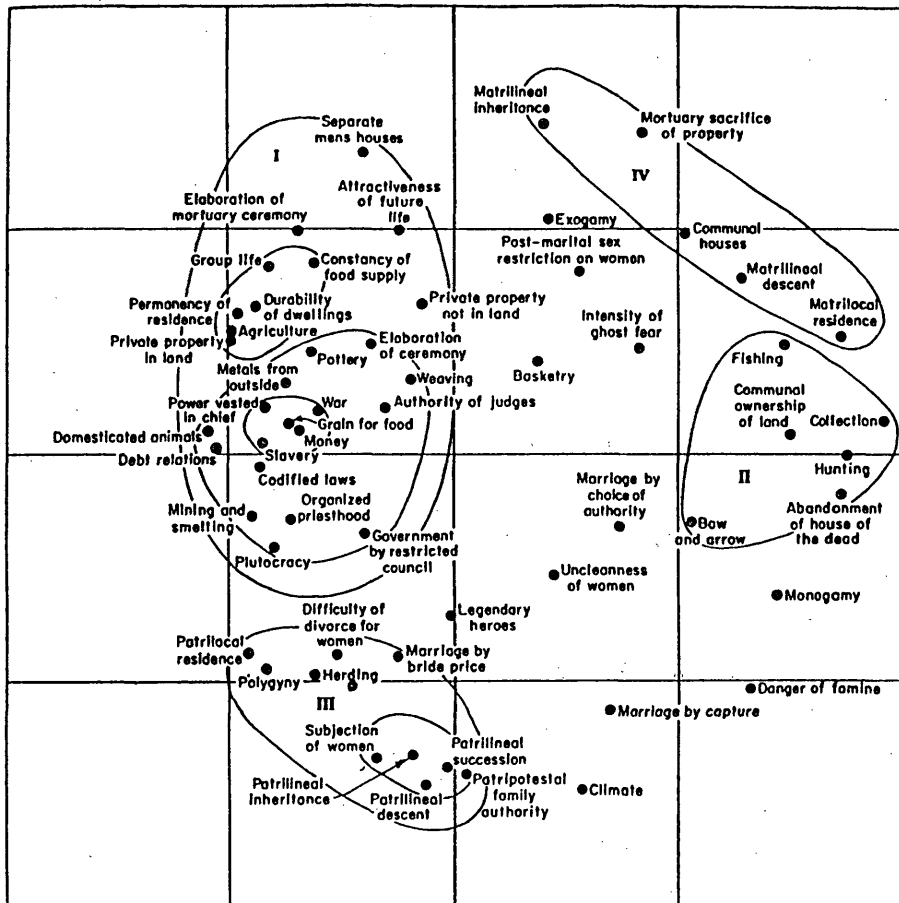 Matrilineal
inheritance
Mortuary sacrifice
of property
Separate
mens houses
I
IV
Attractiveness
of future
life
Elaboration of
mortuary ceremony
Exogamy
Communal
houses
Post-marital sex
restriction on women
Group life
Constancy of
food supply
Matrilineal
descent
Permanency of
residence
Durability
of dwellings
Private property
not in land
Intensity of
ghost fear
Matrilocal
residence
Agriculture
Private property
in land
Elaboration
of ceremony
Pottery
Fishing
Basketry
Metals from
outside
Weaving
Power vested
in chief
War
Authority of judges
Communal
ownership
of land
Collection
Grain for food
Domesticated animals
Money
Debt relations
Slavery
Hunting
II
Codified laws
Marriage by
choice of
authority
Abandonment
of house of
the dead
Mining and
smelting
Organized
priesthood
Bow
and arrow
Government
by restricted
council
Plutocracy
Uncleanness
of women
Monogamy
Legendary
heroes
Difficulty of
divorce for
women
Patrilocal
residence
Marriage by
bride price
Polygyny
Herding
Danger of famine
III
Marriage by capture
Subjection
of women
Patrilineal
succession
Patrilineal
inheritance
Patrilineal
descent
Patripotestal
family
authority
Climate